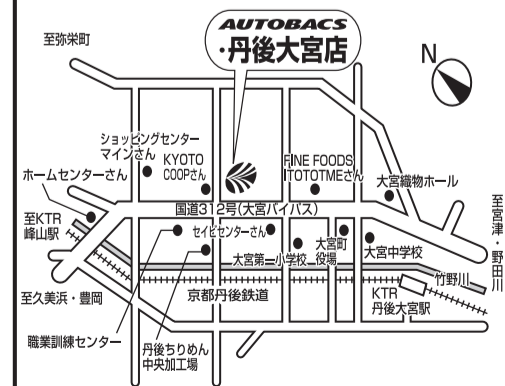 AUTOBACS
・丹後大宮店
至弥栄町
N
ショッピングセンター
マインさん
KYOTO
COOPさん
FINE FOODS
ITOTOTMEさん
ホームセンターさん
大宮織物ホール
国道312号(大宮バイパス)
至KTR
峰山駅
セイビセンターさん
大宮第一小学校
大宮町
役場
大宮中学校
至宮津・野田川
竹野川
京都丹後鉄道
KTR
丹後大宮駅
至久美浜・豊岡
職業訓練センター
丹後ちりめん
中央加工場